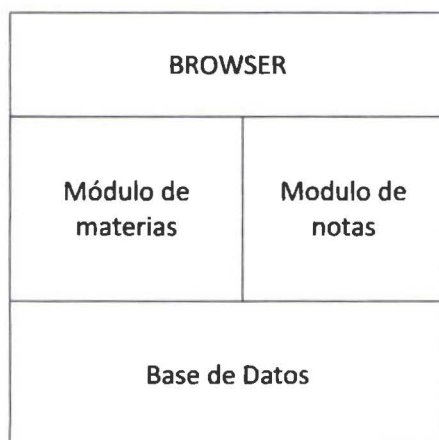 BROWSER
Módulo de
materias
Modulo de
notas
Base de Datos